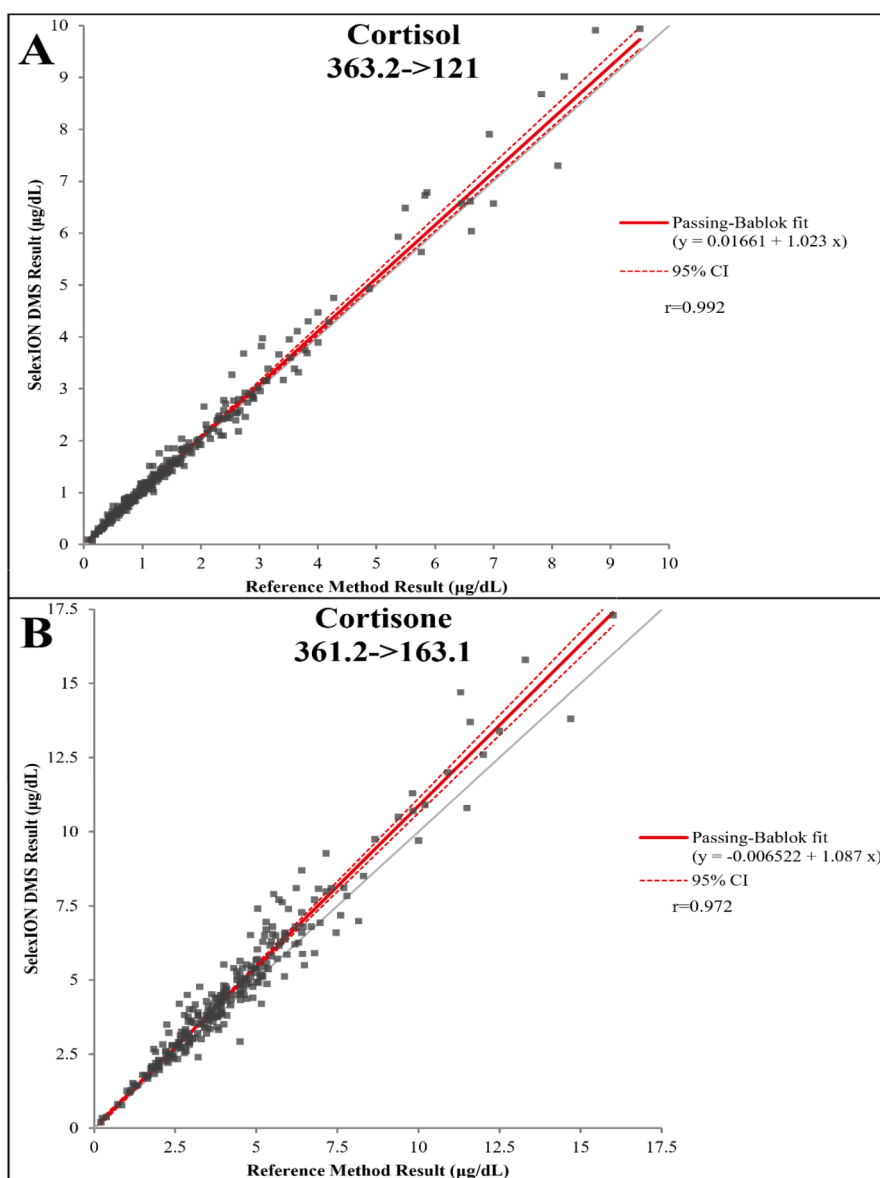 A
Cortisol
363.2->121
10
9
8
7
6
5
4
3
2
1
0
SelexION DMS Result (µg/dL)
0 1 2 3 4 5 6 7 8 9 10
Reference Method Result (µg/dL)
Passing-Bablok fit
(y = 0.01661 + 1.023 x)
95% CI
r=0.992
B
Cortisone
361.2->163.1
17.5
15
12.5
10
7.5
5
2.5
0
SelexION DMS Result (µg/dL)
0 2.5 5 7.5 10 12.5 15 17.5
Reference Method Result (µg/dL)
Passing-Bablok fit
(y = -0.006522 + 1.087 x)
95% CI
r=0.972